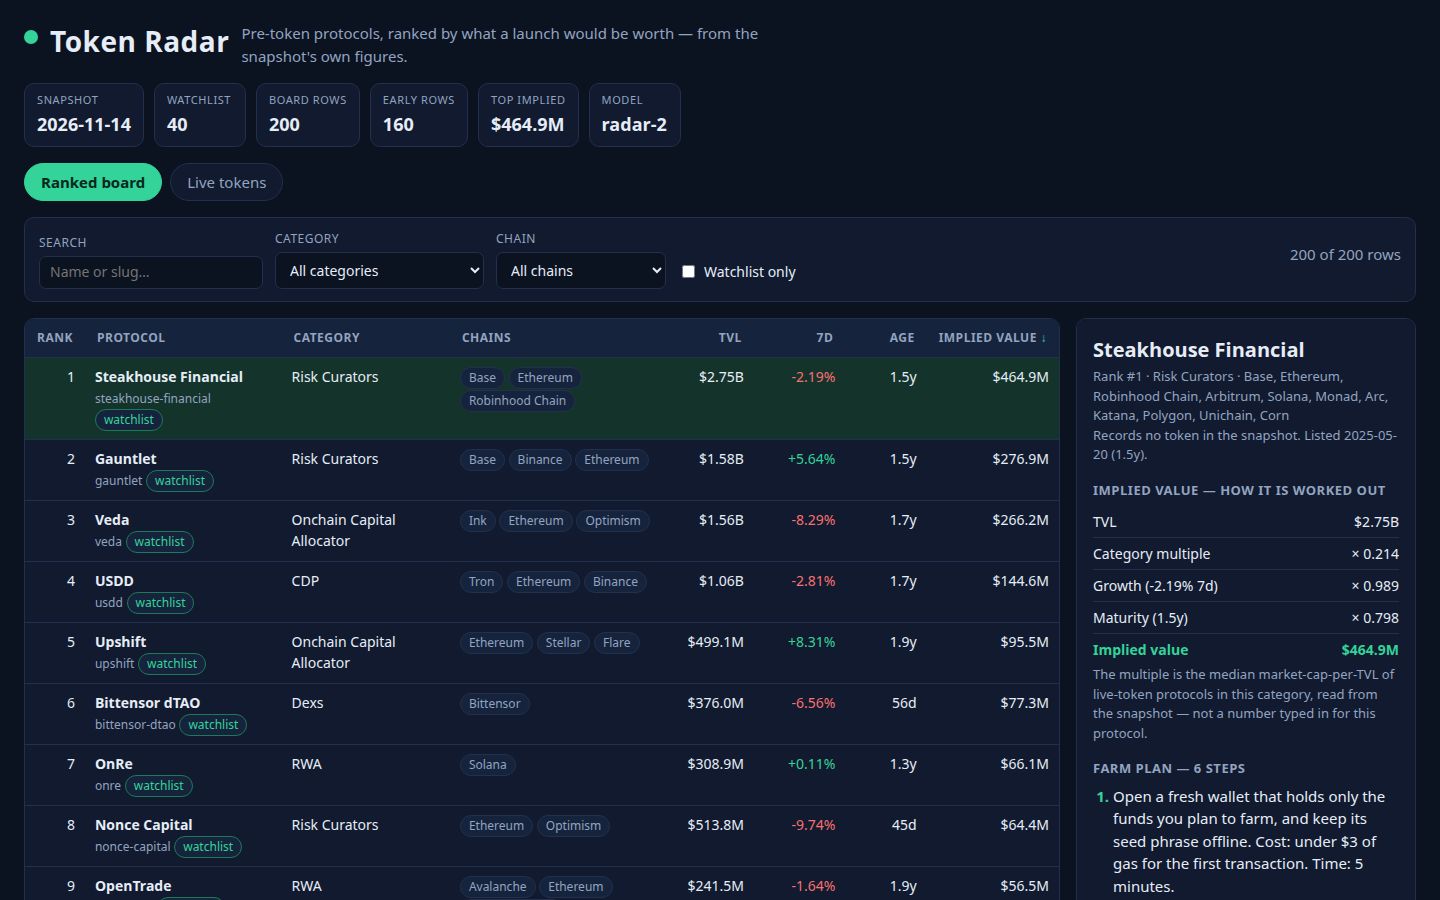 Token Radar
Pre-token protocols, ranked by what a launch would be worth — from the
snapshot's own figures.
SNAPSHOT
2026-11-14
WATCHLIST
40
BOARD ROWS
200
EARLY ROWS
160
TOP IMPLIED
$464.9M
MODEL
radar-2
Ranked board
Live tokens
SEARCH
Name or slug...
CATEGORY
All categories
CHAIN
All chains
Watchlist only
200 of 200 rows
RANK PROTOCOL CATEGORY CHAINS TVL 7D AGE IMPLIED VALUE ↓
1 Steakhouse Financial Risk Curators Base Ethereum $2.75B -2.19% 1.5y $464.9M
steakhouse-financial Robinhood Chain
watchlist
2 Gauntlet Risk Curators Base Binance Ethereum $1.58B +5.64% 1.5y $276.9M
gauntlet watchlist
3 Veda Onchain Capital Ink Ethereum Optimism $1.56B -8.29% 1.7y $266.2M
veda watchlist Allocator
4 USDD CDP Tron Ethereum Binance $1.06B -2.81% 1.7y $144.6M
usdd watchlist
5 Upshift Onchain Capital Ethereum Stellar Flare $499.1M +8.31% 1.9y $95.5M
upshift watchlist Allocator
6 Bittensor dTAO Dexs Bittensor $376.0M -6.56% 56d $77.3M
bittensor-dtao watchlist
7 OnRe RWA Solana $308.9M +0.11% 1.3y $66.1M
onre watchlist
8 Nonce Capital Risk Curators Ethereum Optimism $513.8M -9.74% 45d $64.4M
nonce-capital watchlist
9 OpenTrade RWA Avalanche Ethereum $241.5M -1.64% 1.9y $56.5M
Steakhouse Financial
Rank #1 · Risk Curators · Base, Ethereum,
Robinhood Chain, Arbitrum, Solana, Monad, Arc,
Katana, Polygon, Unichain, Corn
Records no token in the snapshot. Listed 2025-05-
20 (1.5y).
IMPLIED VALUE — HOW IT IS WORKED OUT
TVL $2.75B
Category multiple × 0.214
Growth (-2.19% 7d) × 0.989
Maturity (1.5y) × 0.798
Implied value $464.9M
The multiple is the median market-cap-per-TVL of
live-token protocols in this category, read from
the snapshot — not a number typed in for this
protocol.
FARM PLAN — 6 STEPS
1. Open a fresh wallet that holds only the
funds you plan to farm, and keep its
seed phrase offline. Cost: under $3 of
gas for the first transaction. Time: 5
minutes.